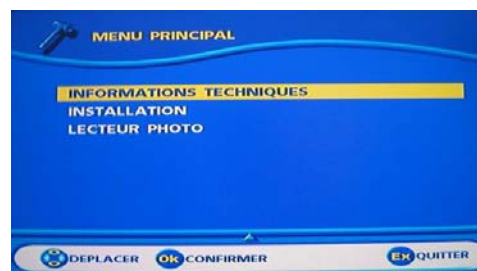 MENU PRINCIPAL
INFORMATIONS TECHNIQUES
INSTALLATION
LECTEUR PHOTO
DEPLACER Ok CONFIRMER EX QUITTER